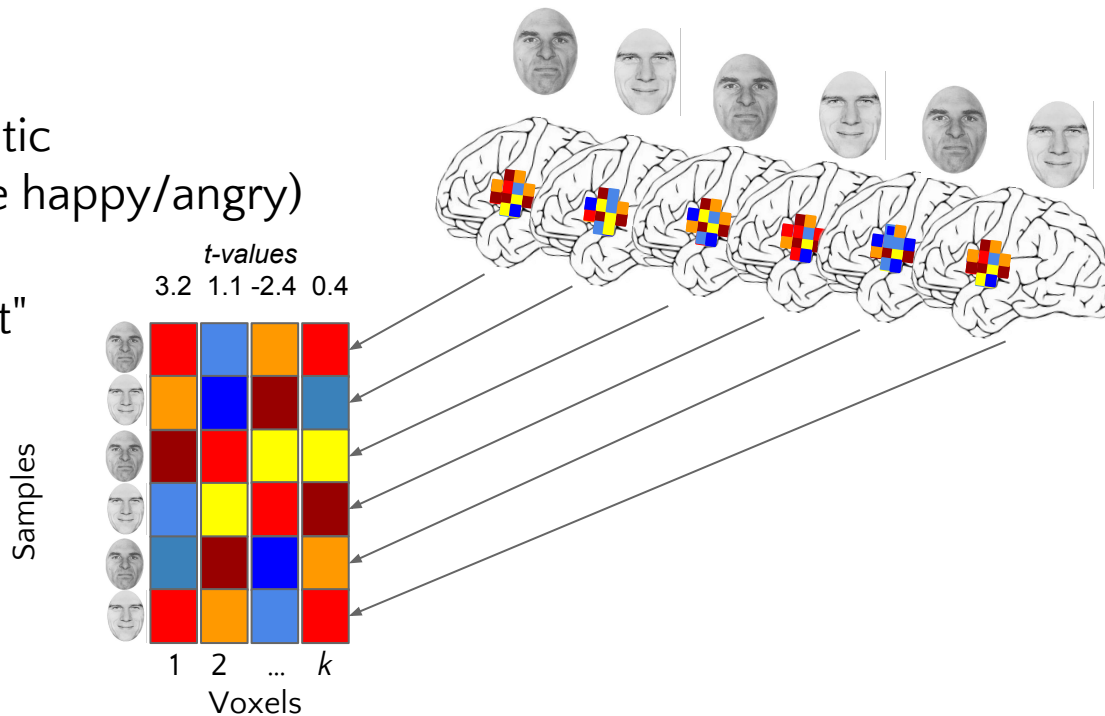 tic
e happy/angry)
t"
t-values
3.2 1.1 -2.4 0.4
Samples
1 2 ... k
Voxels